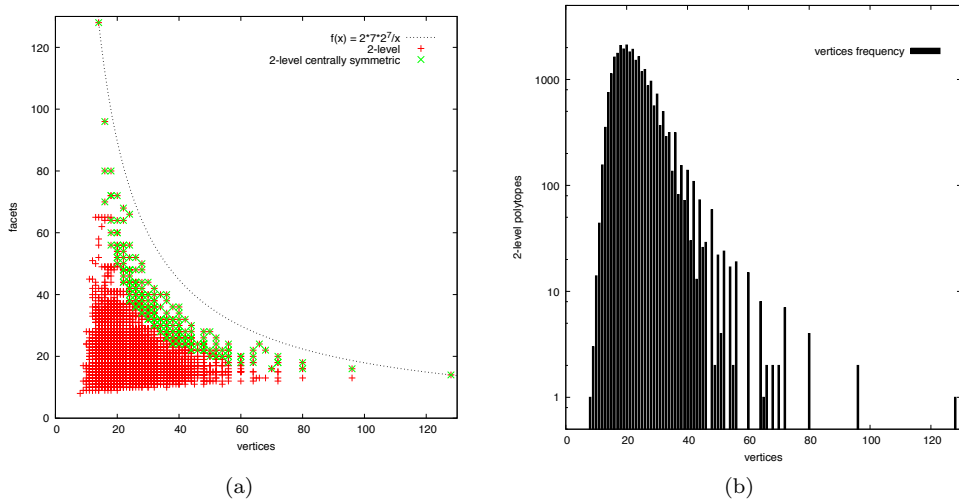 f(x) = 2*7*2^7/x
2-level
2-level centrally symmetric
120
100
80
60
40
20
0
facets
0 20 40 60 80 100 120
vertices
(a)
vertices frequency
1000
100
10
1
2-level polytopes
0 20 40 60 80 100 120
vertices
(b)